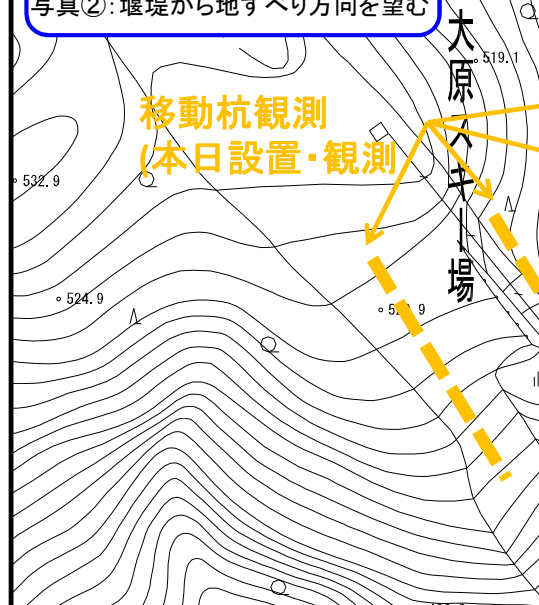 写真②:堰堤から地すべり方向を望む
大原スキー場
519.1
移動杭観測
(本日設置・観測
532.9
524.9